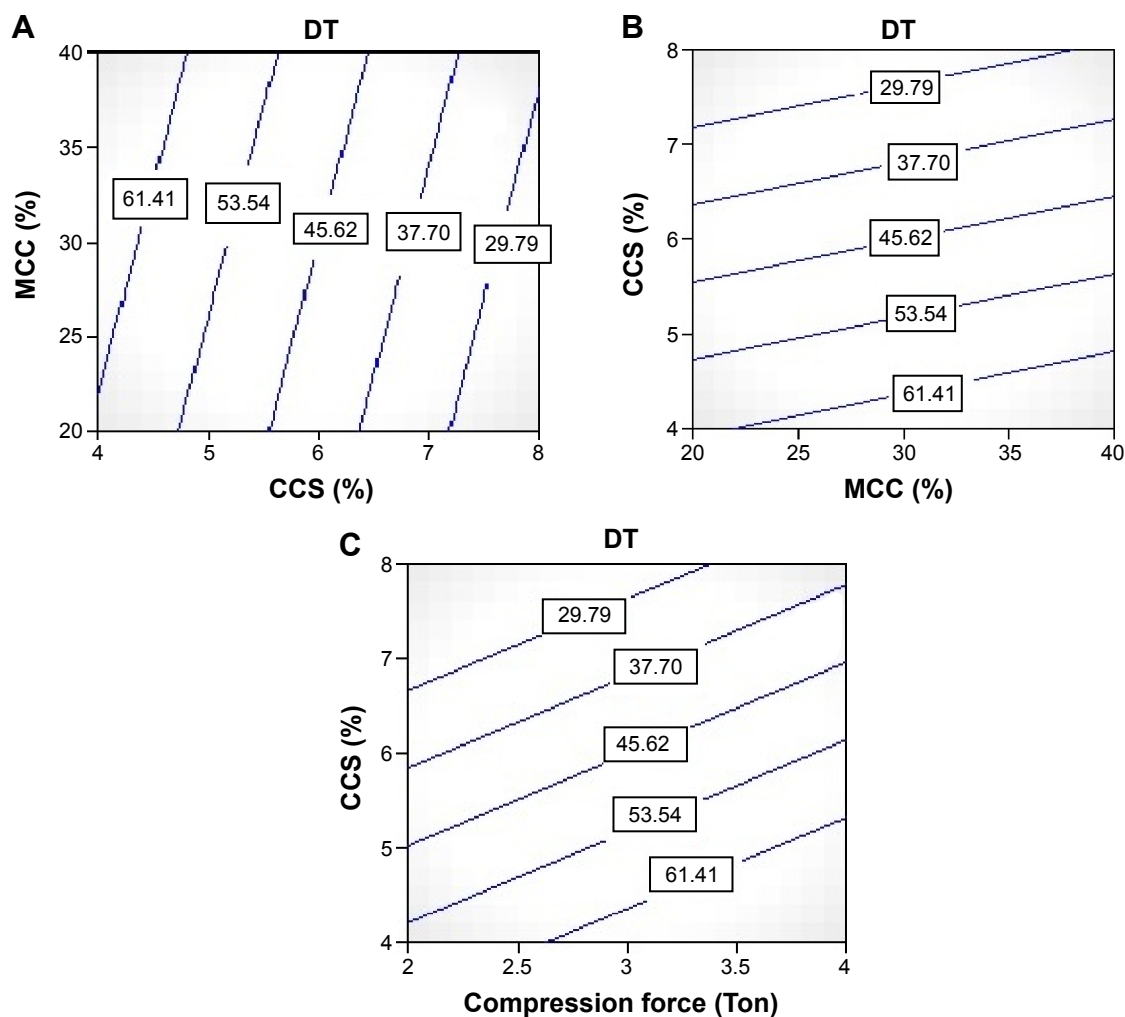 A
DT
40
35
30
25
20
MCC (%)
61.41
53.54
45.62
37.70
29.79
4 5 6 7 8
CCS (%)
B
DT
8
7
6
5
4
CCS (%)
29.79
37.70
45.62
53.54
61.41
20 25 30 35 40
MCC (%)
C
DT
8
7
6
5
4
CCS (%)
29.79
37.70
45.62
53.54
61.41
2 2.5 3 3.5 4
Compression force (Ton)